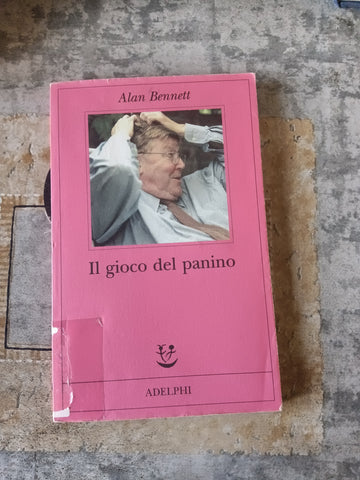 Alan Bennett
Il gioco del panino
ADELPHI